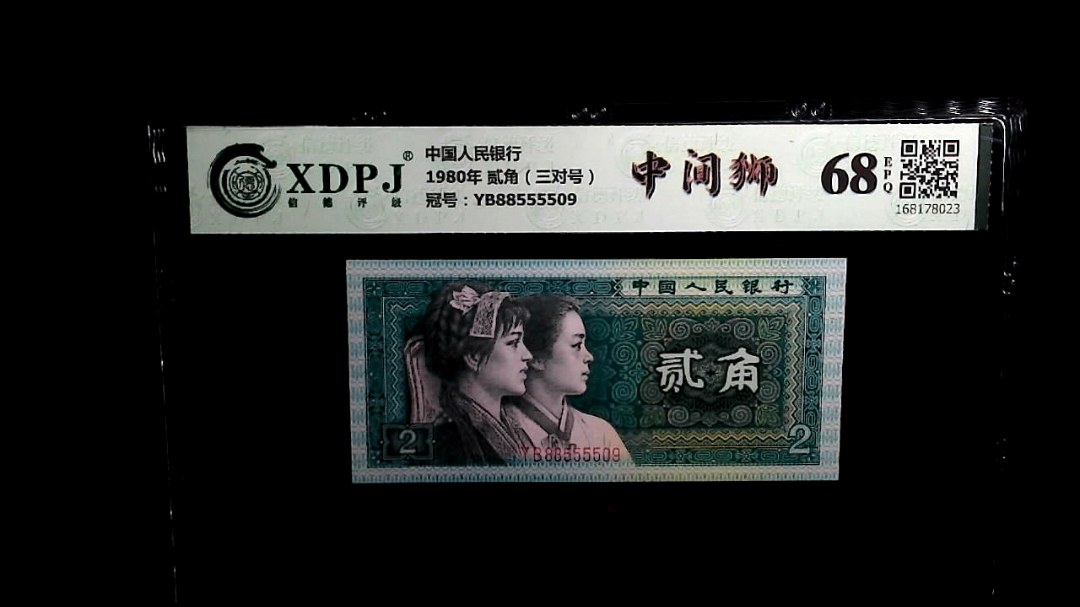 XDPJ®
信德评级
中国人民银行
1980年 贰角（三对号）
冠号：YB88555509
中间狮
68
EPQ
168178023
中国人民银行
贰角
2
2
YB88555509